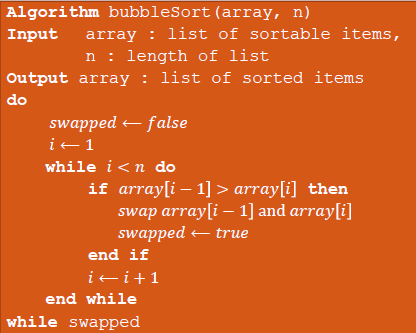 Algorithm bubbleSort(array, n)
Input array : list of sortable items,
n : length of list
Output array : list of sorted items
do
swapped ← false
i ← 1
while i < n do
if array[i − 1] > array[i] then
swap array[i − 1] and array[i]
swapped ← true
end if
i ← i + 1
end while
while swapped